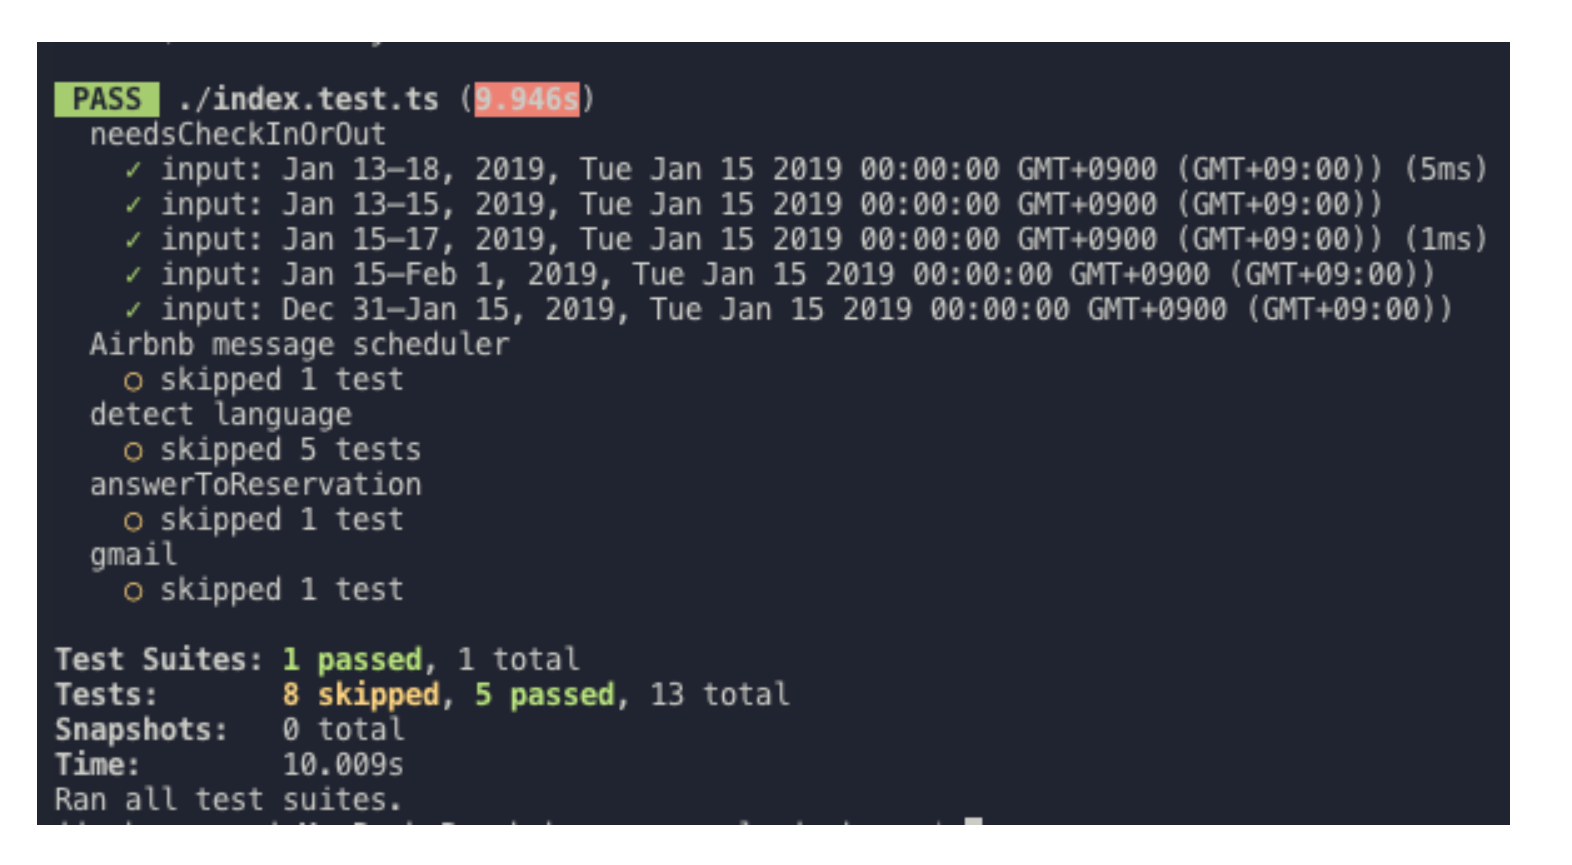 PASS ./index.test.ts (9.946s)
needsCheckInOrOut
✓ input: Jan 13–18, 2019, Tue Jan 15 2019 00:00:00 GMT+0900 (GMT+09:00)) (5ms)
✓ input: Jan 13–15, 2019, Tue Jan 15 2019 00:00:00 GMT+0900 (GMT+09:00))
✓ input: Jan 15–17, 2019, Tue Jan 15 2019 00:00:00 GMT+0900 (GMT+09:00)) (1ms)
✓ input: Jan 15–Feb 1, 2019, Tue Jan 15 2019 00:00:00 GMT+0900 (GMT+09:00))
✓ input: Dec 31–Jan 15, 2019, Tue Jan 15 2019 00:00:00 GMT+0900 (GMT+09:00))
Airbnb message scheduler
○ skipped 1 test
detect language
○ skipped 5 tests
answerToReservation
○ skipped 1 test
gmail
○ skipped 1 test
Test Suites: 1 passed, 1 total
Tests: 8 skipped, 5 passed, 13 total
Snapshots: 0 total
Time: 10.009s
Ran all test suites.